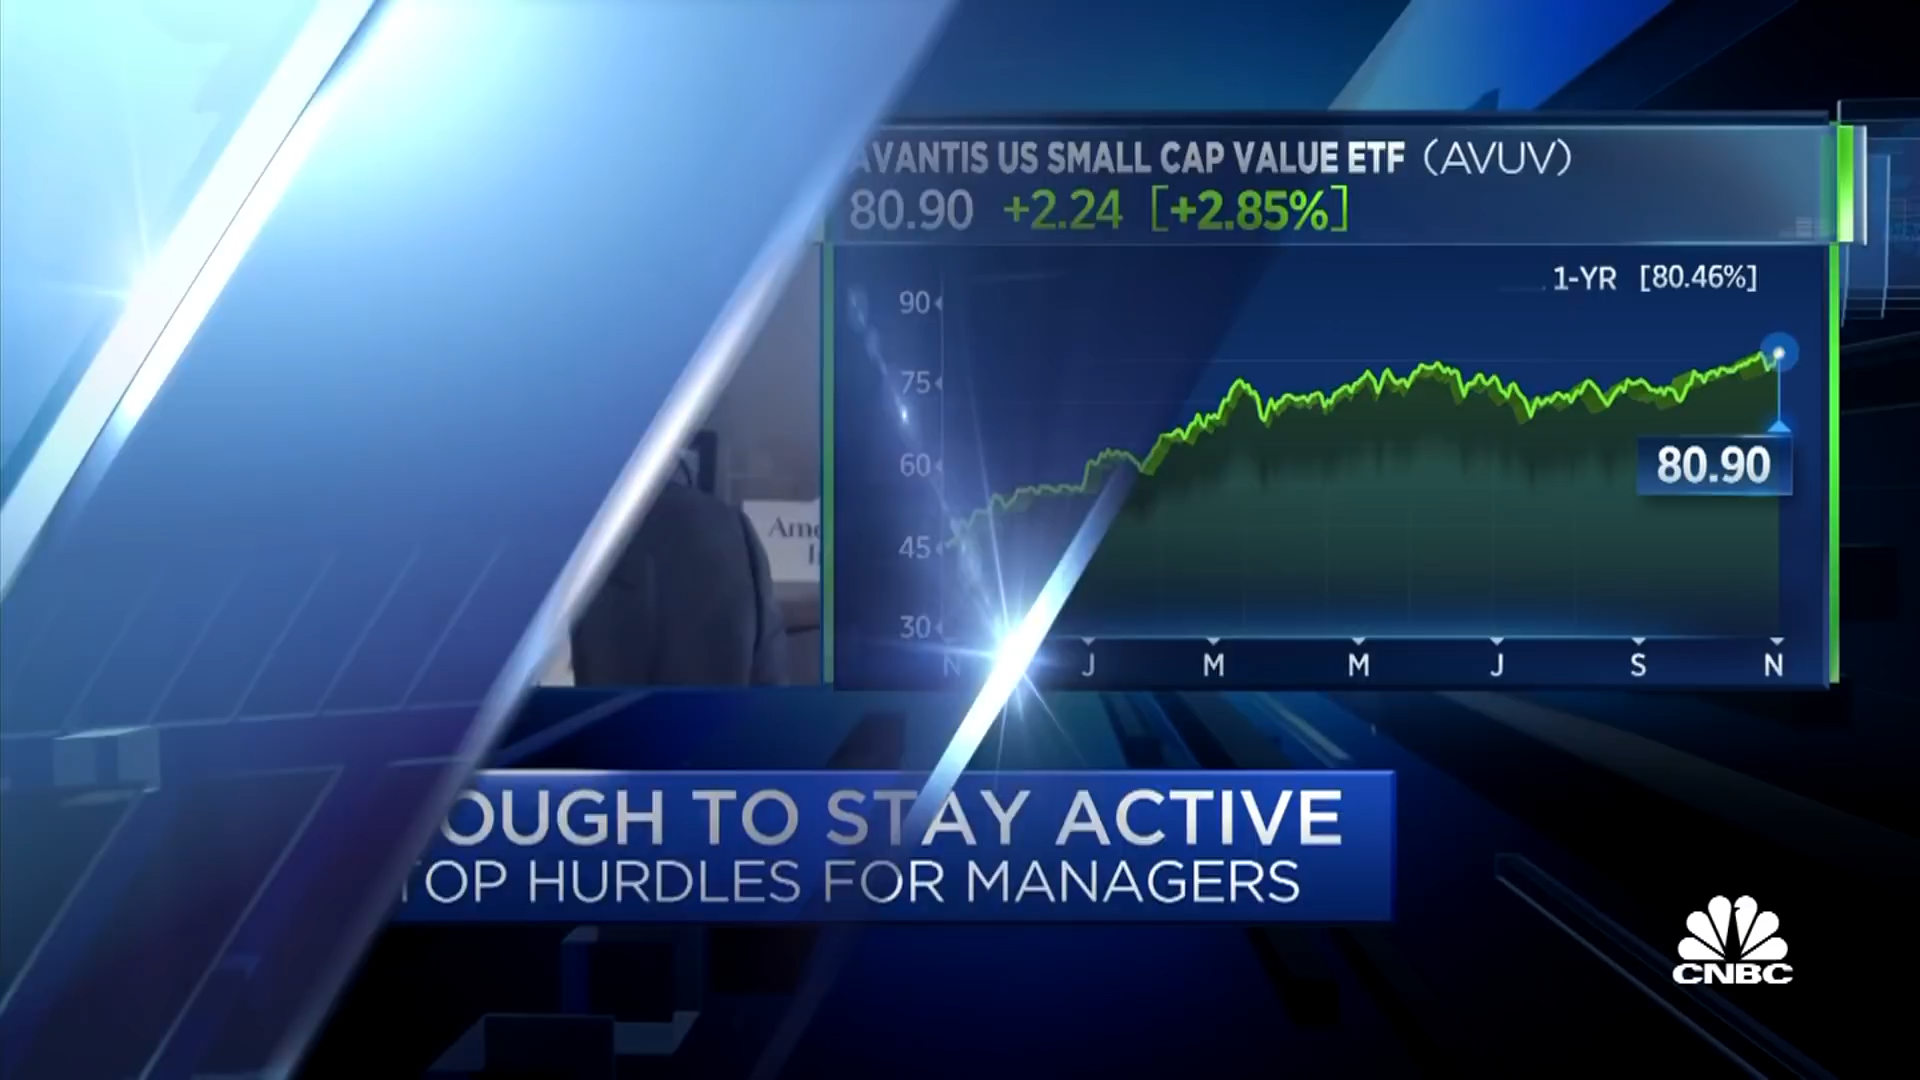 AVANTIS US SMALL CAP VALUE ETF (AVUV)
80.90 +2.24 [+2.85%]
1-YR [80.46%]
90
75
60
45
30
80.90
N J M M J S N
Ame
OUGH TO STAY ACTIVE
TOP HURDLES FOR MANAGERS
CNBC